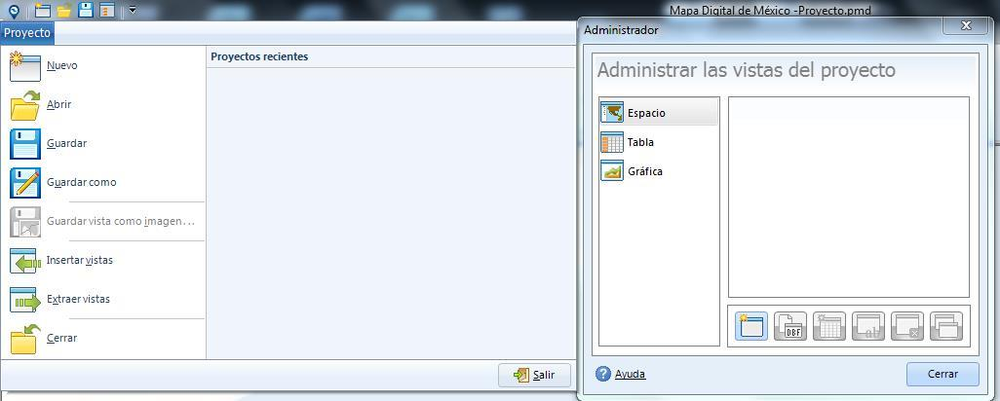 Mapa Digital de México -Proyecto.pmd
Proyecto
Proyectos recientes
Nuevo
Abrir
Guardar
Guardar como
Guardar vista como imagen...
Insertar vistas
Extraer vistas
Cerrar
Salir
Administrador
Administrar las vistas del proyecto
Espacio
Tabla
Gráfica
DBF
ab
Ayuda
Cerrar